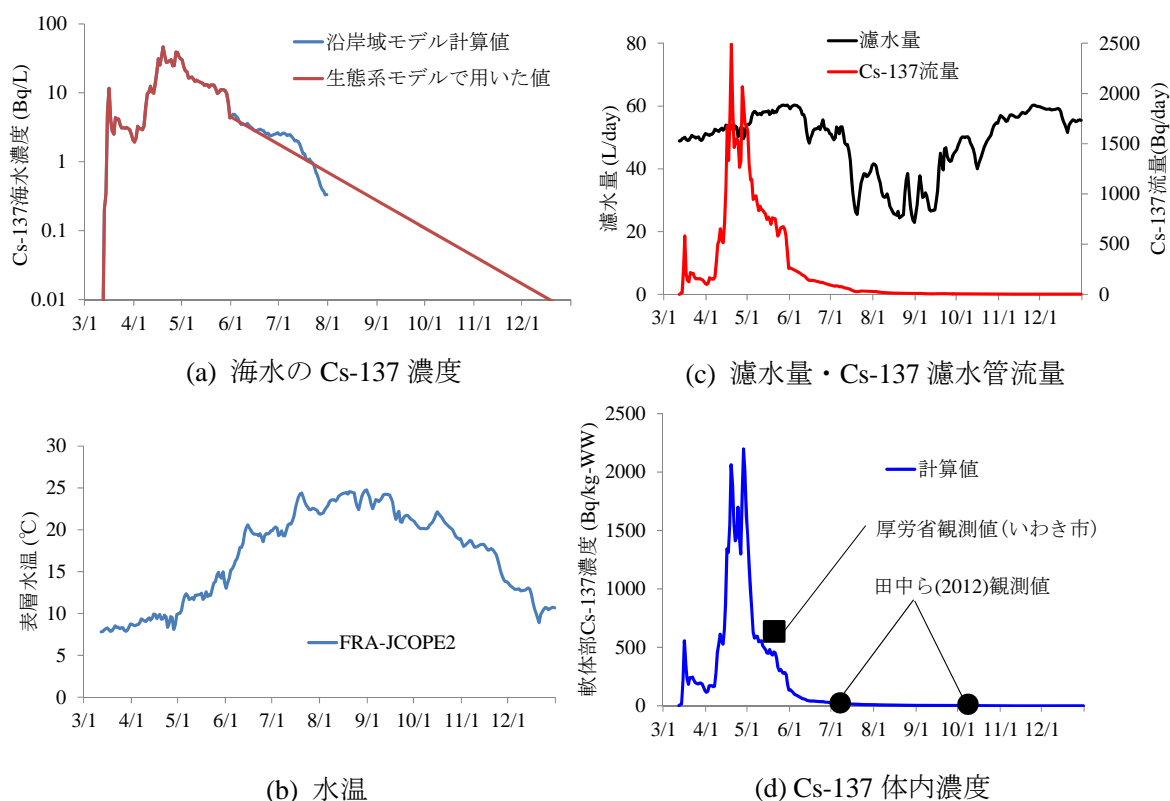 100
10
1
0.1
0.01
Cs-137海水濃度 (Bq/L)
沿岸域モデル計算値
生態系モデルで用いた値
3/1 4/1 5/1 6/1 7/1 8/1 9/1 10/1 11/1 12/1
(a) 海水の Cs-137 濃度
80
60
40
20
0
濾水量 (L/day)
濾水量
Cs-137流量
2500
2000
1500
1000
500
0
Cs-137流量(Bq/day)
3/1 4/1 5/1 6/1 7/1 8/1 9/1 10/1 11/1 12/1
(c) 濾水量・Cs-137 濾水管流量
30
25
20
15
10
5
0
表層水温 (℃)
FRA-JCOPE2
3/1 4/1 5/1 6/1 7/1 8/1 9/1 10/1 11/1 12/1
(b) 水温
2500
2000
1500
1000
500
0
軟体部Cs-137濃度 (Bq/kg-WW)
計算値
厚労省観測値(いわき市)
田中ら(2012)観測値
3/1 4/1 5/1 6/1 7/1 8/1 9/1 10/1 11/1 12/1
(d) Cs-137 体内濃度